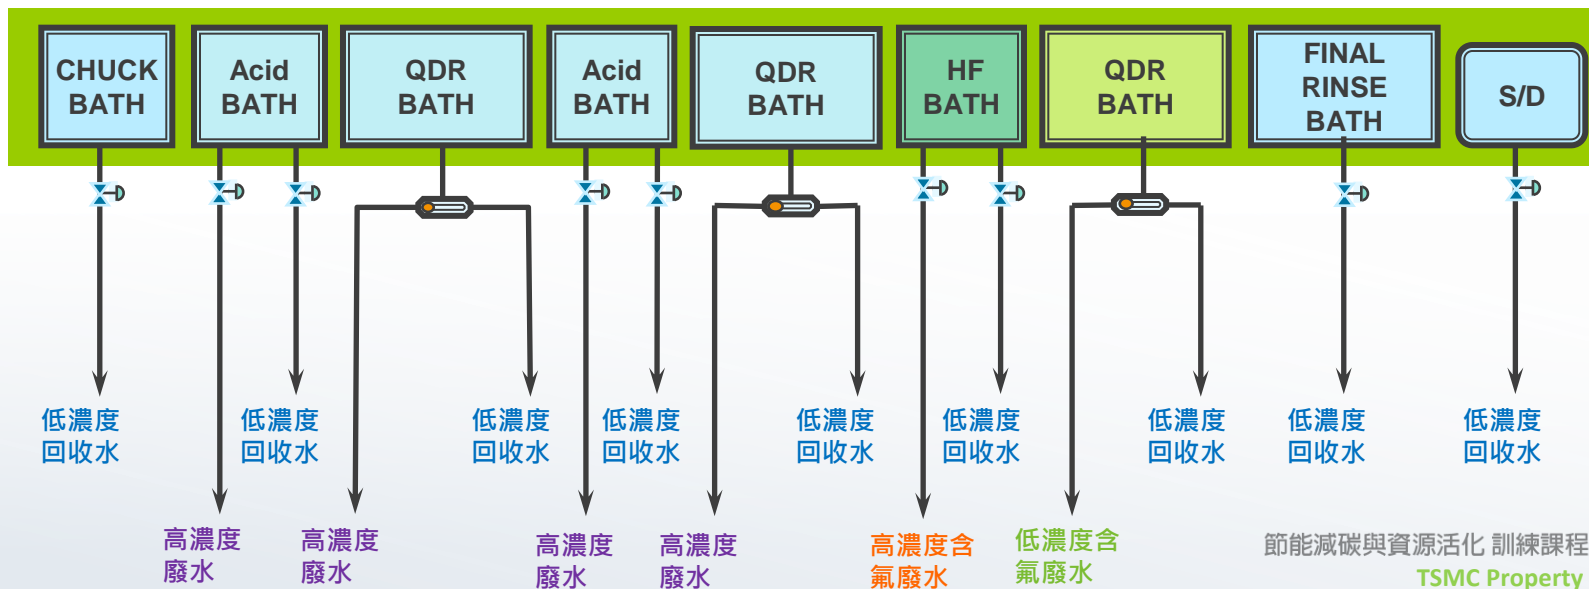 CHUCK
BATH
Acid
BATH
QDR
BATH
Acid
BATH
QDR
BATH
HF
BATH
QDR
BATH
FINAL
RINSE
BATH
S/D
低濃度
回收水
低濃度
回收水
低濃度
回收水
低濃度
回收水
低濃度
回收水
低濃度
回收水
低濃度
回收水
低濃度
回收水
低濃度
回收水
高濃度
廢水
高濃度
廢水
高濃度
廢水
高濃度
廢水
高濃度含
氟廢水
低濃度含
氟廢水
節能減碳與資源活化 訓練課程
TSMC Property